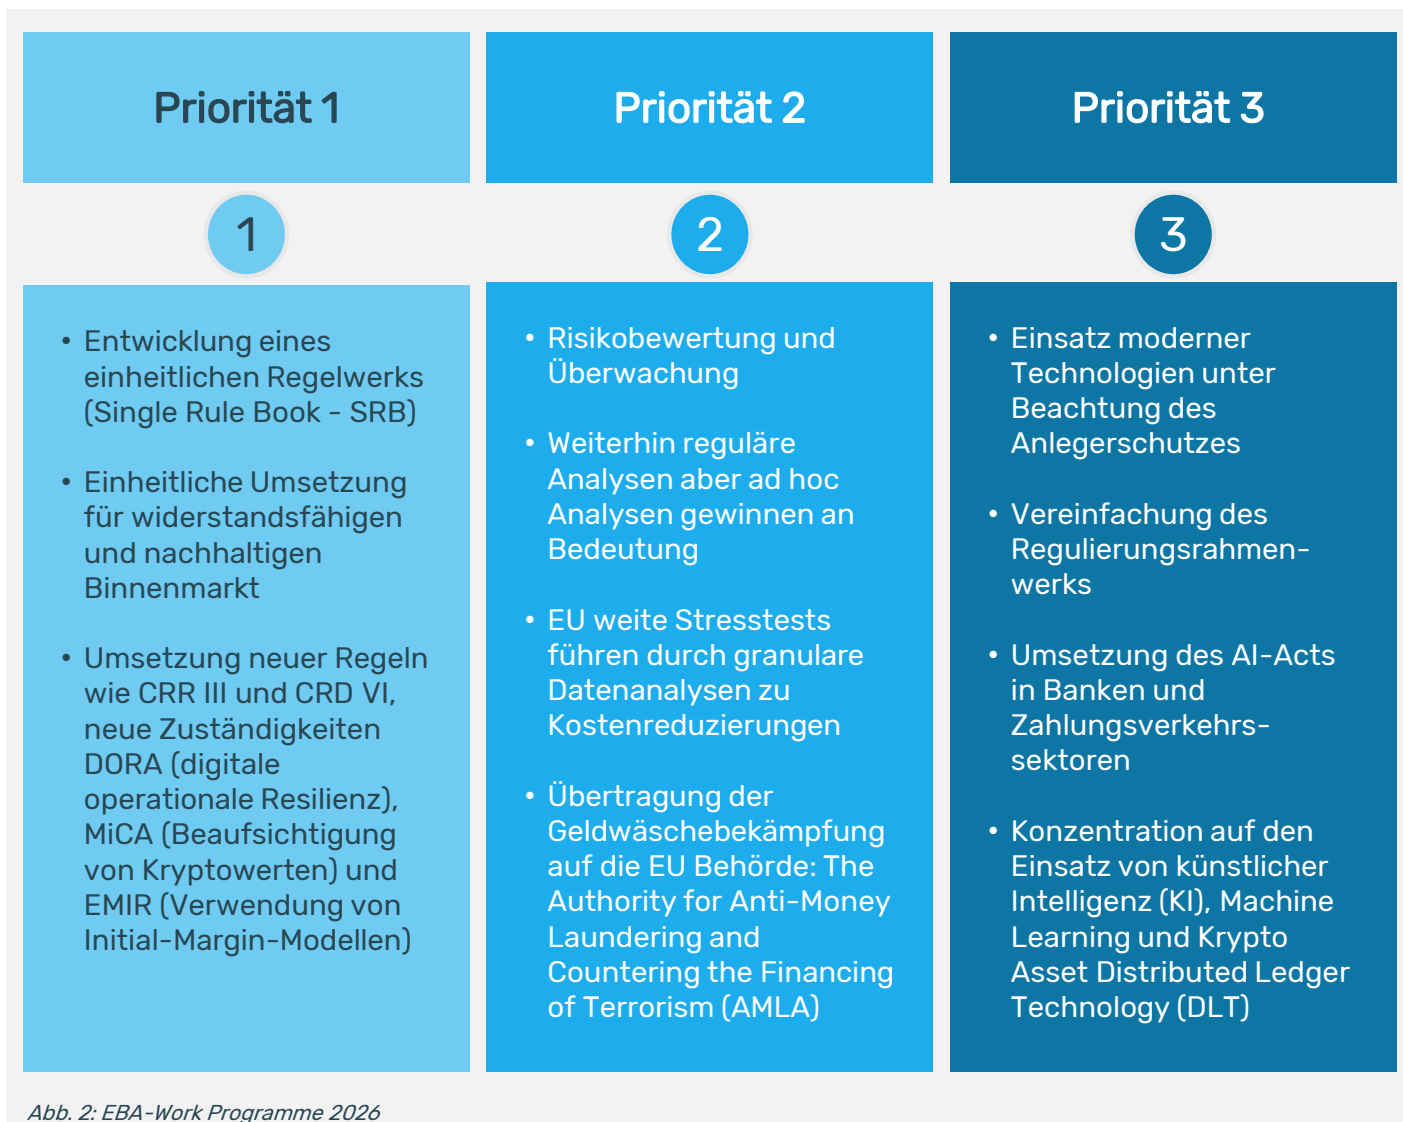 Priorität 1
1
• Entwicklung eines
einheitlichen Regelwerks
(Single Rule Book - SRB)
• Einheitliche Umsetzung
für widerstandsfähigen
und nachhaltigen
Binnenmarkt
• Umsetzung neuer Regeln
wie CRR III und CRD VI,
neue Zuständigkeiten
DORA (digitale
operationale Resilienz),
MiCA (Beaufsichtigung
von Kryptowerten) und
EMIR (Verwendung von
Initial-Margin-Modellen)
Priorität 2
2
• Risikobewertung und
Überwachung
• Weiterhin reguläre
Analysen aber ad hoc
Analysen gewinnen an
Bedeutung
• EU weite Stresstests
führen durch granulare
Datenanalysen zu
Kostenreduzierungen
• Übertragung der
Geldwäschebekämpfung
auf die EU Behörde: The
Authority for Anti-Money
Laundering and
Countering the Financing
of Terrorism (AMLA)
Priorität 3
3
• Einsatz moderner
Technologien unter
Beachtung des
Anlegerschutzes
• Vereinfachung des
Regulierungsrahmen-
werks
• Umsetzung des AI-Acts
in Banken und
Zahlungsverkehrs-
sektoren
• Konzentration auf den
Einsatz von künstlicher
Intelligenz (KI), Machine
Learning und Krypto
Asset Distributed Ledger
Technology (DLT)
Abb. 2: EBA-Work Programme 2026